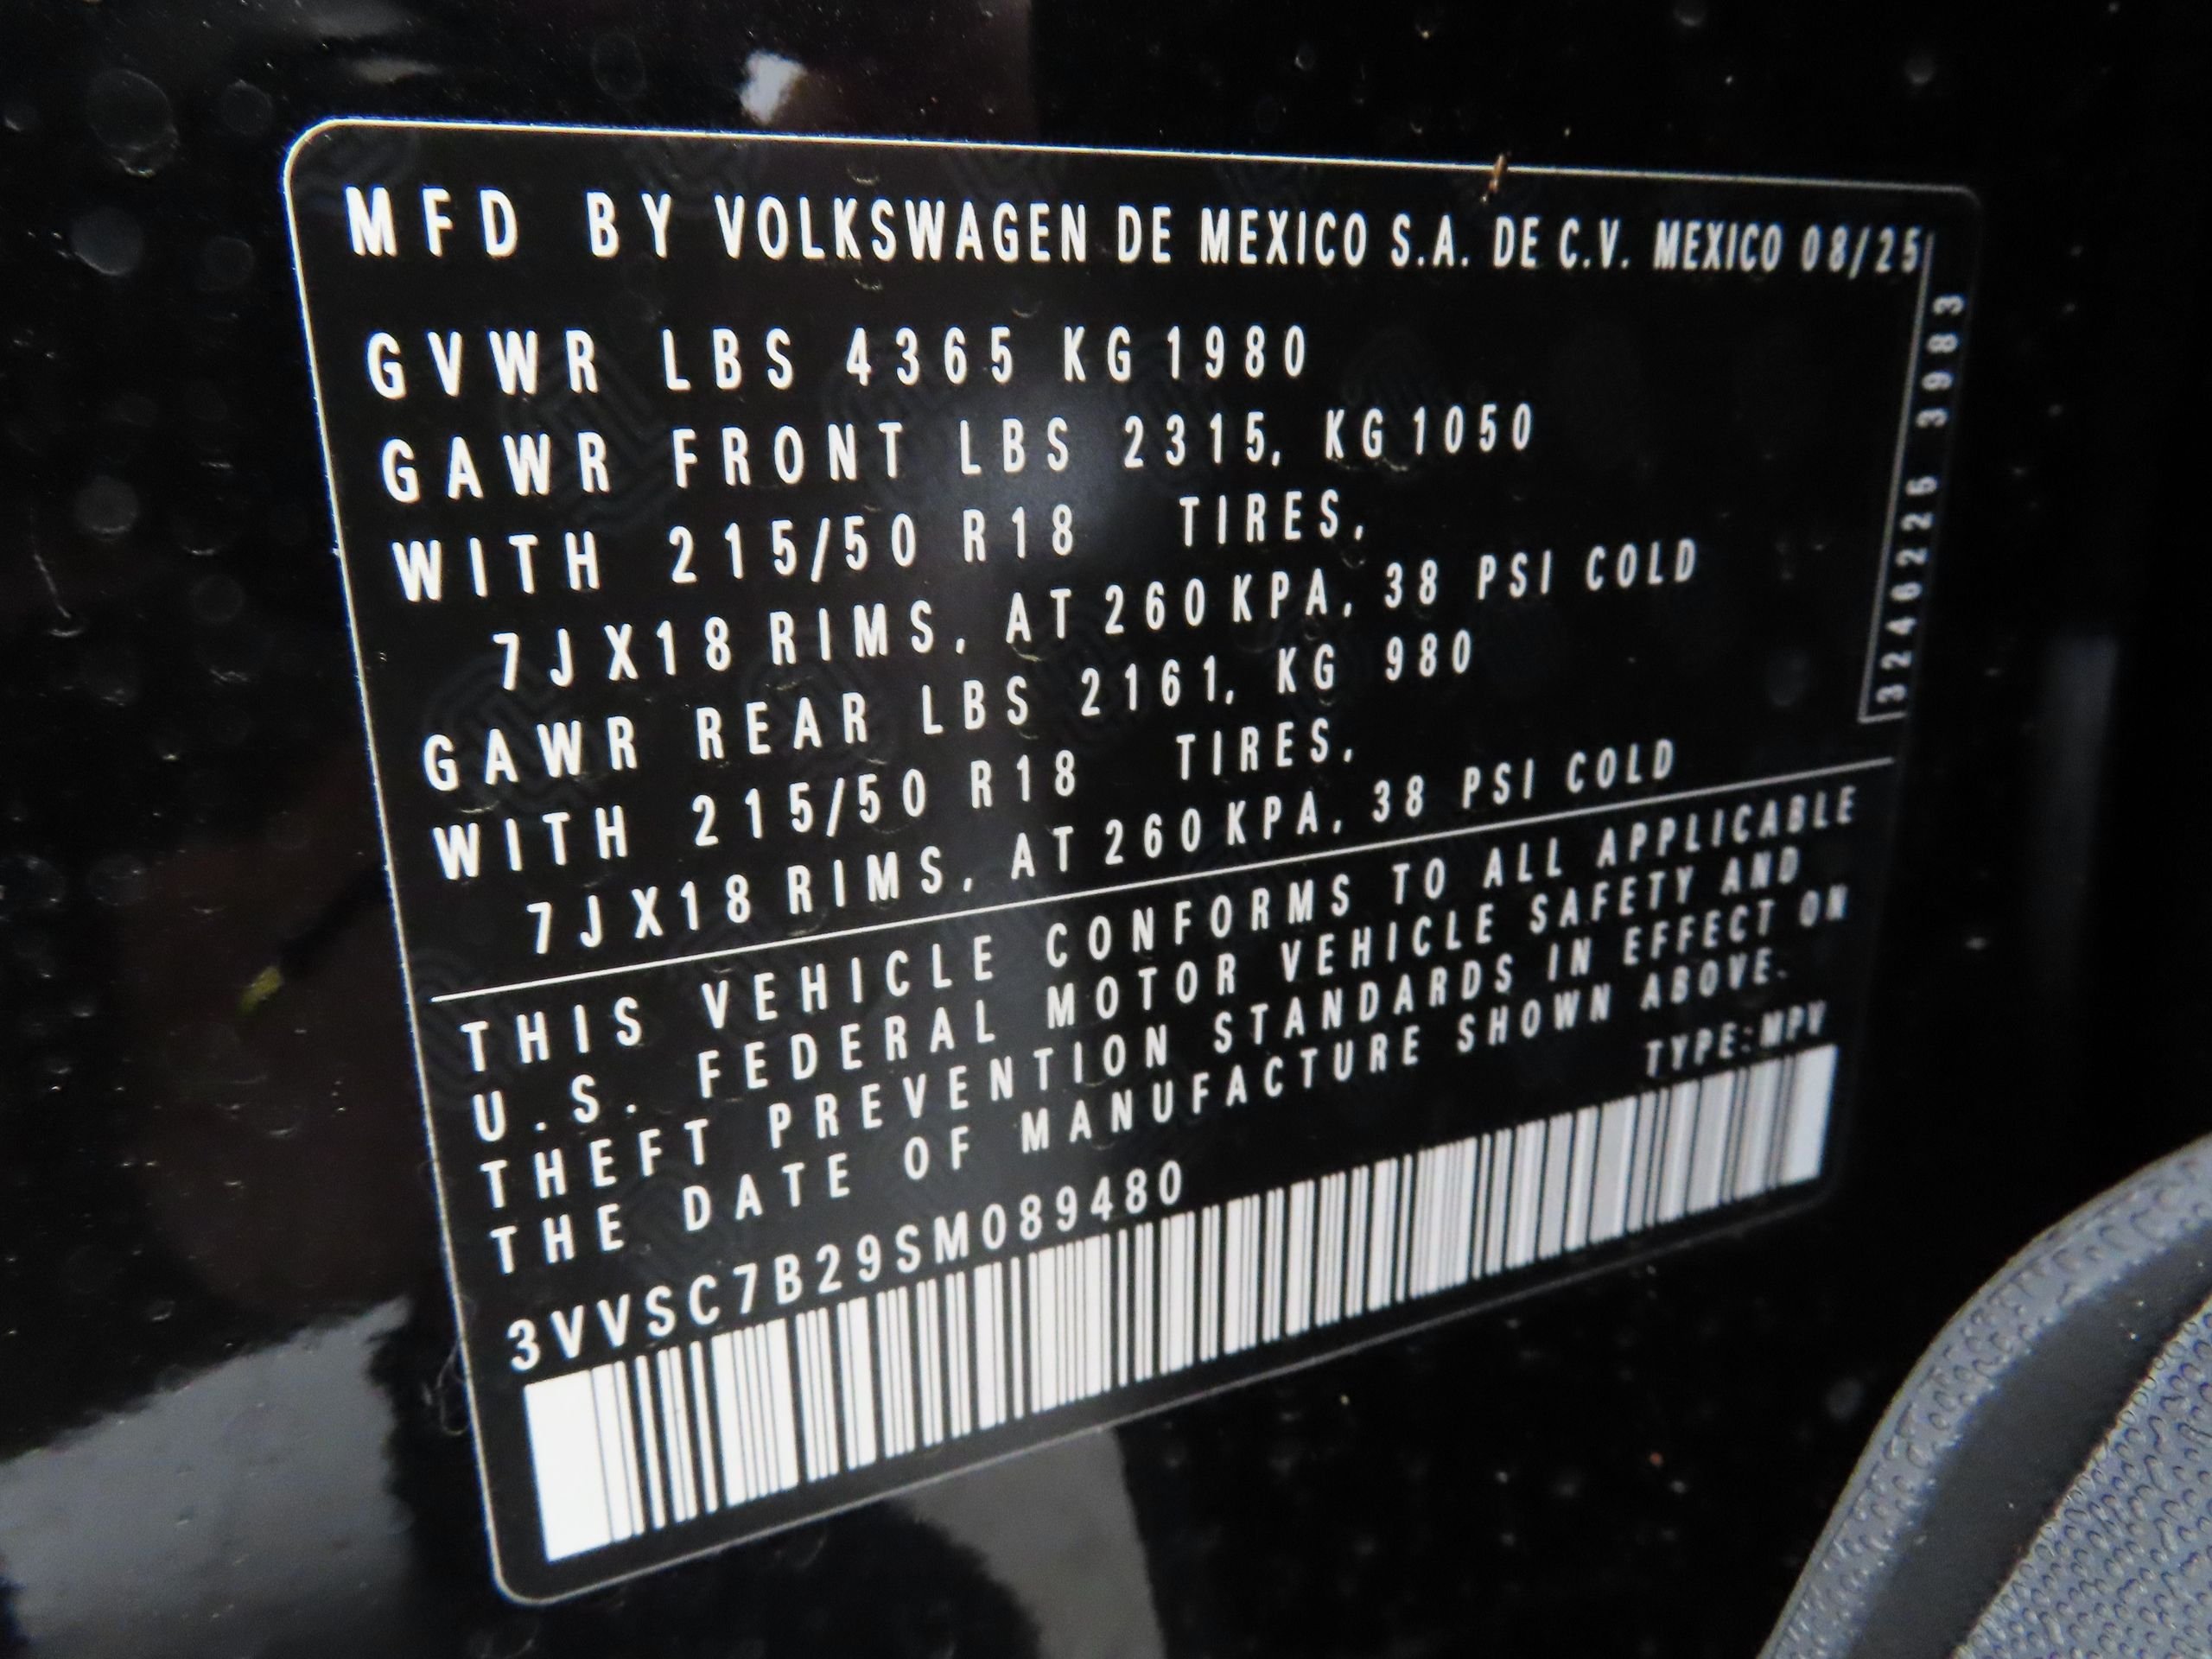 MFD BY VOLKSWAGEN DE MEXICO S.A. DE C.V. MEXICO 08/25
GVWR LBS 4365 KG 1980
GAWR FRONT LBS 2315, KG 1050
WITH 215/50 R18 TIRES,
7JX18 RIMS, AT 260 KPA, 38 PSI COLD
GAWR REAR LBS 2161, KG 980
WITH 215/50 R18 TIRES,
7JX18 RIMS, AT 260 KPA, 38 PSI COLD
3246226 3983
THIS VEHICLE CONFORMS TO ALL APPLICABLE
U.S. FEDERAL MOTOR VEHICLE SAFETY AND
THEFT PREVENTION STANDARDS IN EFFECT ON
THE DATE OF MANUFACTURE SHOWN ABOVE.
TYPE:MPV
3VVSC7B29SM089480